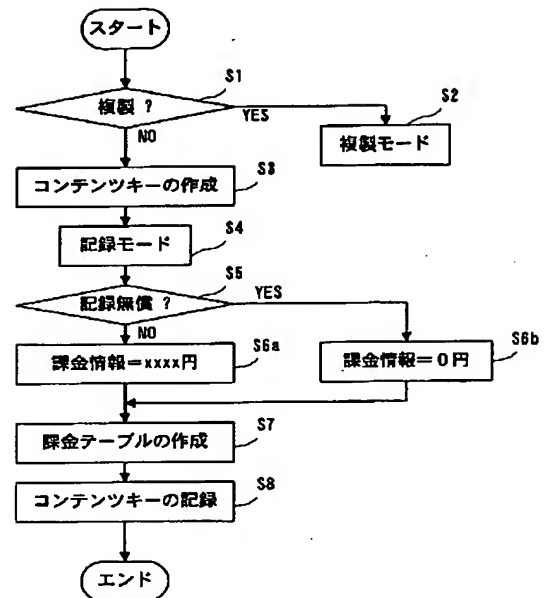 スタート
S1
複製 ?
YES
NO
S2
複製モード
S3
コンテンツキーの作成
S4
記録モード
S5
記録無償 ?
YES
NO
S6a
課金情報=xxxx円
S6b
課金情報=0円
S7
課金テーブルの作成
S8
コンテンツキーの記録
エンド